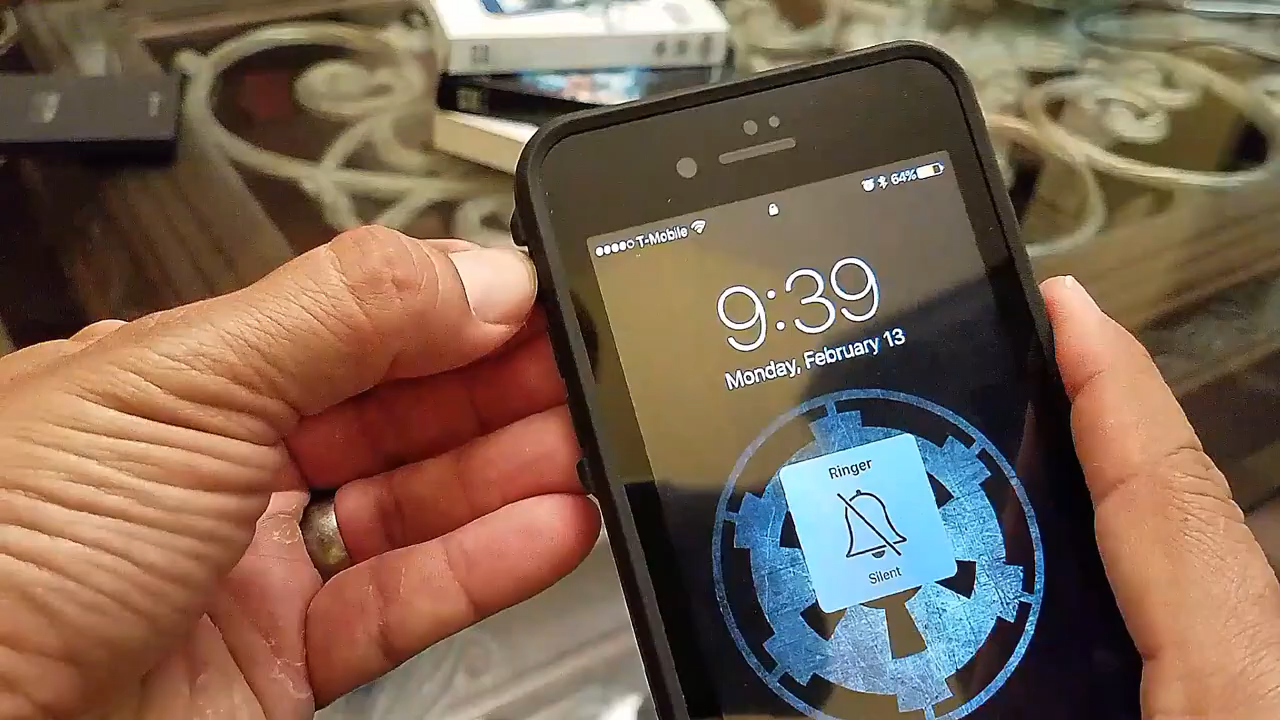 T-Mobile
64%
9:39
Monday, February 13
Ringer
Silent